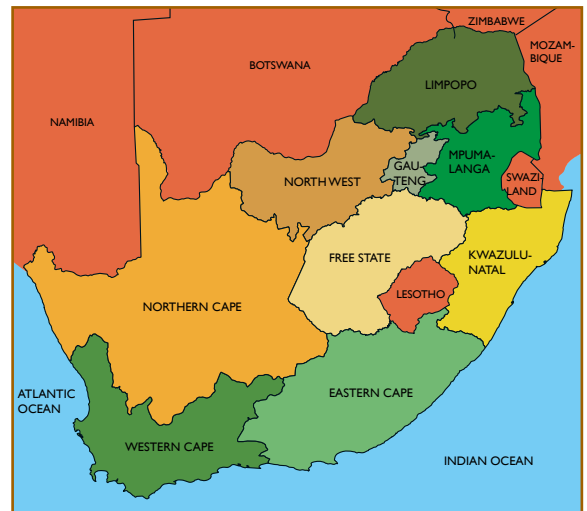 ZIMBABWE
MOZAM-
BIQUE
BOTSWANA
LIMPOPO
NAMIBIA
MPUMA-
LANGA
GAU-
TENG
SWAZI-
LAND
NORTH WEST
KWAZULU-
NATAL
FREE STATE
LESOTHO
NORTHERN CAPE
EASTERN CAPE
ATLANTIC
OCEAN
WESTERN CAPE
INDIAN OCEAN